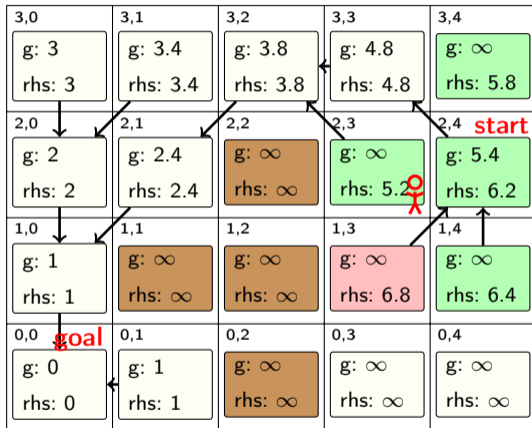 3,0 3,1 3,2 3,3 3,4
g: 3 g: 3.4 g: 3.8 g: 4.8 g: ∞
rhs: 3 rhs: 3.4 rhs: 3.8 rhs: 4.8 rhs: 5.8
2,0 2,1 2,2 2,3 2,4 start
g: 2 g: 2.4 g: ∞ g: ∞ g: 5.4
rhs: 2 rhs: 2.4 rhs: ∞ rhs: 5.2 rhs: 6.2
1,0 1,1 1,2 1,3 1,4
g: 1 g: ∞ g: ∞ g: ∞ g: ∞
rhs: 1 rhs: ∞ rhs: ∞ rhs: 6.8 rhs: 6.4
0,0 goal 0,1 0,2 0,3 0,4
g: 0 g: 1 g: ∞ g: ∞ g: ∞
rhs: 0 rhs: 1 rhs: ∞ rhs: ∞ rhs: ∞